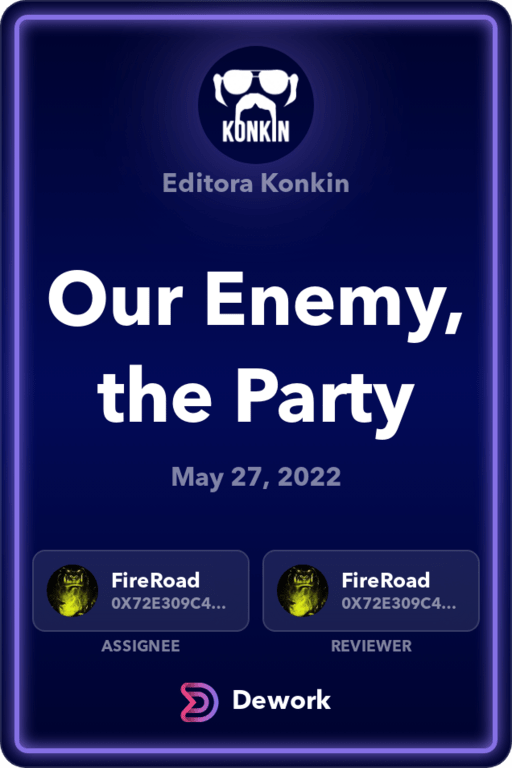 KONKIN
Editora Konkin
Our Enemy,
the Party
May 27, 2022
FireRoad
0X72E309C4...
ASSIGNEE
FireRoad
0X72E309C4...
REVIEWER
Dework